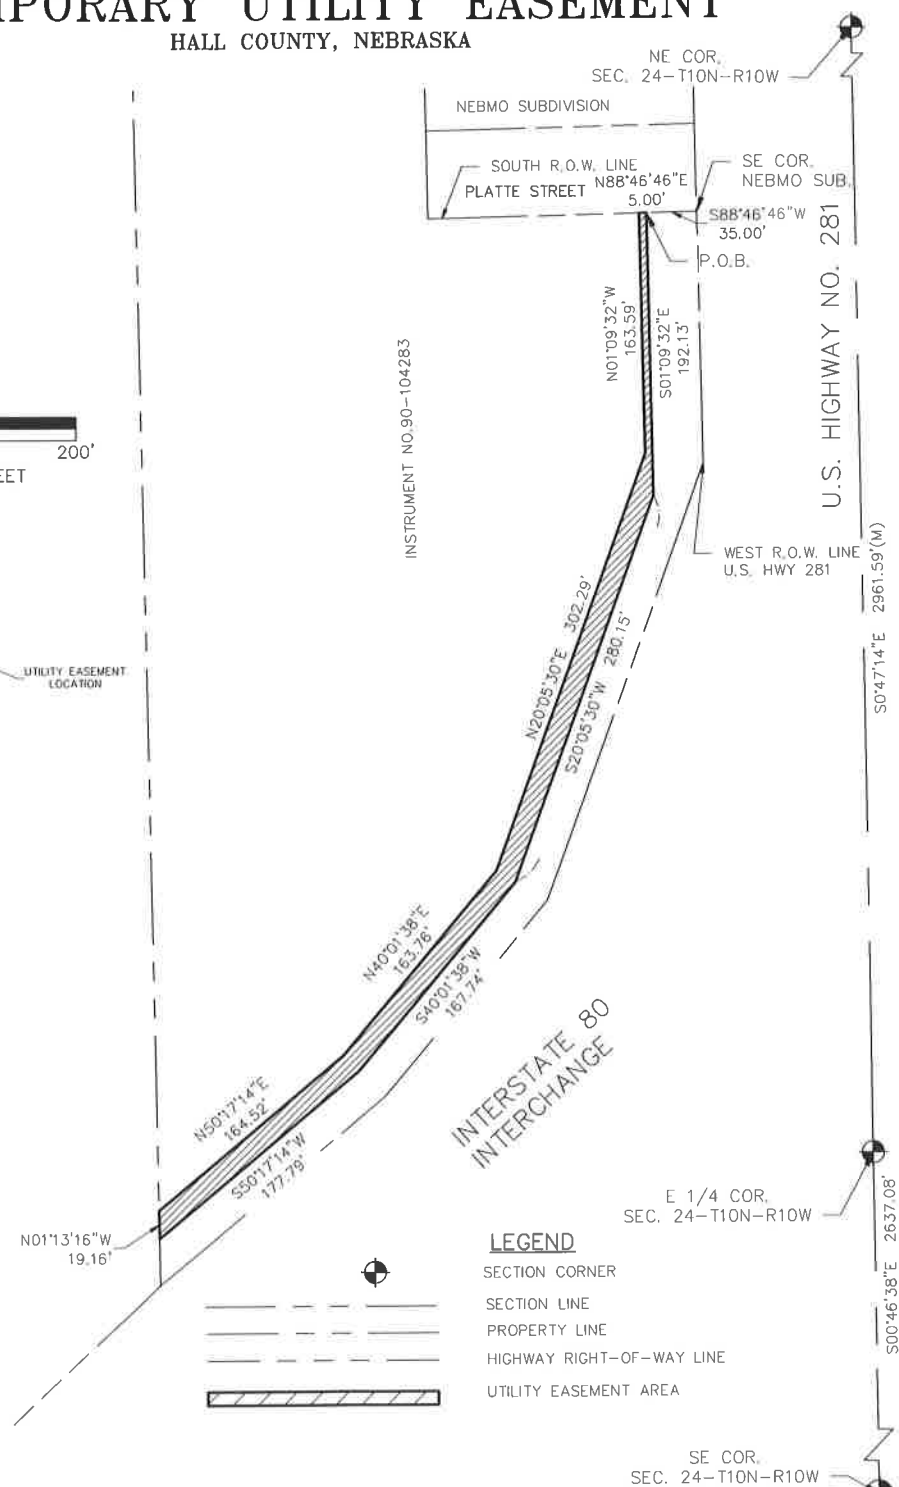 MPORARY UTILITY EASEMENT
HALL COUNTY, NEBRASKA
NE COR.
SEC. 24-T10N-R10W
NEBMO SUBDIVISION
SOUTH R.O.W. LINE
PLATTE STREET
N88°46'46"E
5.00'
SE COR.
NEBMO SUB.
S88°46'46"W
35.00'
P.O.B.
U.S. HIGHWAY NO. 281
N01°09'32"W
163.59'
S01°09'32"E
192.13'
INSTRUMENT NO.90-104283
200'
EET
WEST R.O.W. LINE
U.S. HWY 281
S0°47'14"E 2961.59'(M)
UTILITY EASEMENT
LOCATION
N20°05'30"E 302.29'
S20°05'30"W 280.15'
N40°01'38"E
163.76'
S40°01'38"W
167.74'
INTERSTATE 80
INTERCHANGE
N50°17'14"E
164.52'
S50°17'14"W
177.79'
E 1/4 COR.
SEC. 24-T10N-R10W
N01°13'16"W
19.16'
S00°46'38"E 2637.08'
LEGEND
SECTION CORNER
SECTION LINE
PROPERTY LINE
HIGHWAY RIGHT-OF-WAY LINE
UTILITY EASEMENT AREA
SE COR.
SEC. 24-T10N-R10W